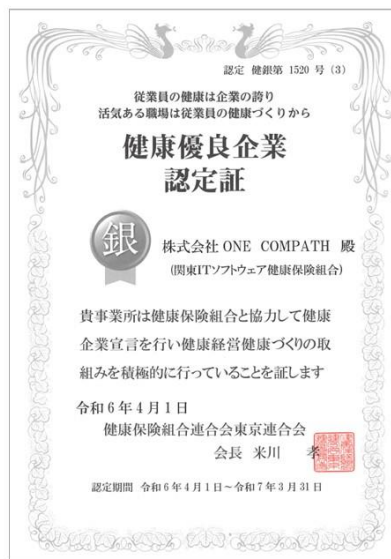 認定 健銀第 1520 号 (3)
従業員の健康は企業の誇り
活気ある職場は従業員の健康づくりから
健康優良企業
認定証
銀
株式会社 ONE COMPATH 殿
(関東ITソフトウェア健康保険組合)
貴事業所は健康保険組合と協力して健康
企業宣言を行い健康経営健康づくりの取
組みを積極的に行っていることを証します
令和 6 年 4 月 1 日
健康保険組合連合会東京連合会
会長 米川 孝
認定期間 令和 6 年 4 月 1 日～令和 7 年 3 月 31 日